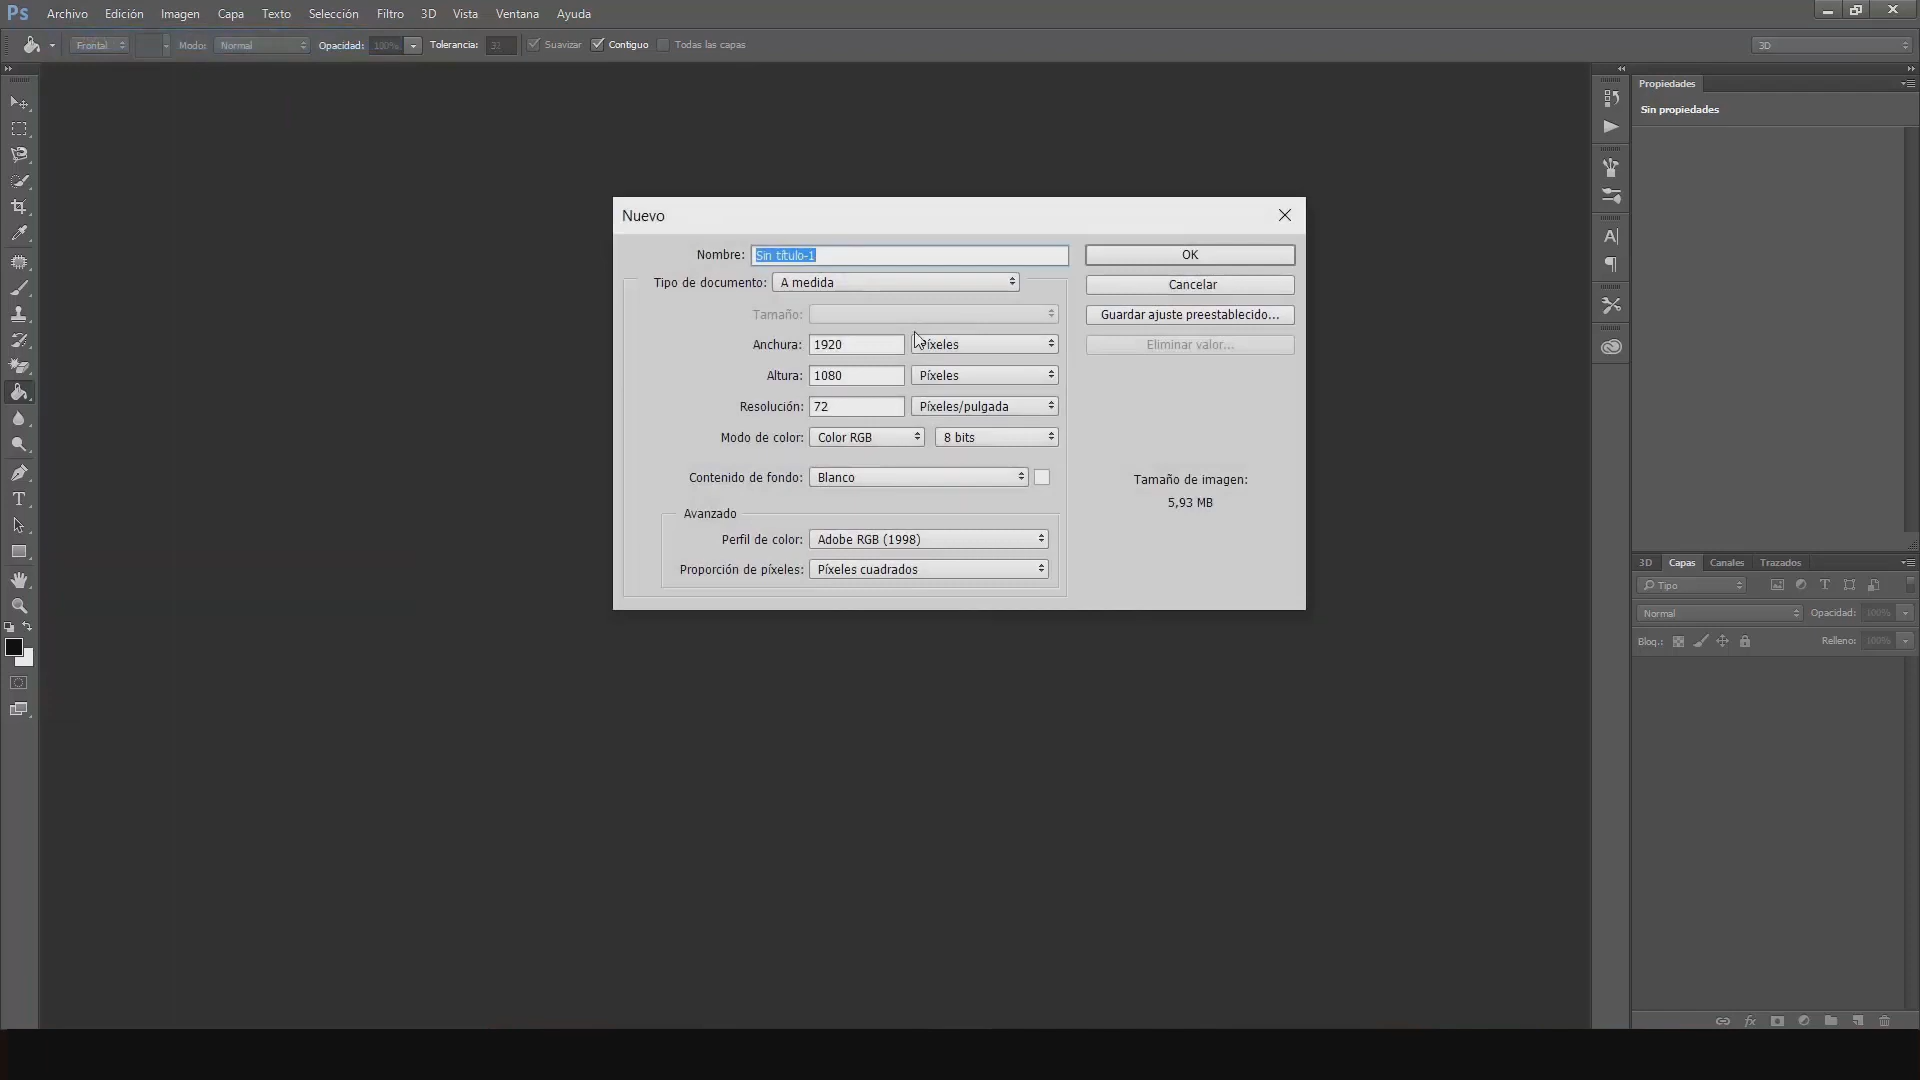 Ps Archivo Edición Imagen Capa Texto Selección Filtro 3D Vista Ventana Ayuda
Frontal Modo: Normal Opacidad: 100% Tolerancia: 32 Suavizar Contiguo Todas las capas 3D
Propiedades
Sin propiedades
Nuevo
Nombre: Sin título-1 OK
Tipo de documento: A medida Cancelar
Tamaño: Guardar ajuste preestablecido...
Anchura: 1920 Píxeles Eliminar valor...
Altura: 1080 Píxeles
Resolución: 72 Píxeles/pulgada
Modo de color: Color RGB 8 bits
Contenido de fondo: Blanco
Tamaño de imagen:
5,93 MB
Avanzado
Perfil de color: Adobe RGB (1998)
Proporción de píxeles: Píxeles cuadrados
3D Capas Canales Trazados
Tipo
Normal Opacidad: 100%
Bloq.: Relleno: 100%